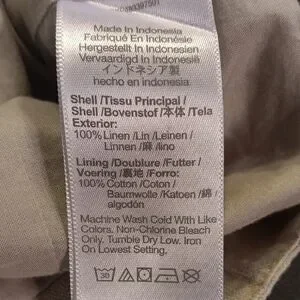 Made in Indonesia
Fabriqué En Indonésie
Hergestellt In Indonesien
Vervaardigd In Indonesien
インドネシア製
hecho en indonesia
Shell /Tissu Principal /
Shell /Bovenstof /本体 /Tela
Exterior:
100% Linen /Lin /Leinen /
Linnen /麻 /lino
Lining /Doublure /Futter /
Voering /裏地 /Forro:
100% Cotton /Coton /
Baumwolle /Katoen /綿 /
algodón
Machine Wash Cold With Like
Colors. Non-Chlorine Bleach
Only. Tumble Dry Low. Iron
On Lowest Setting.